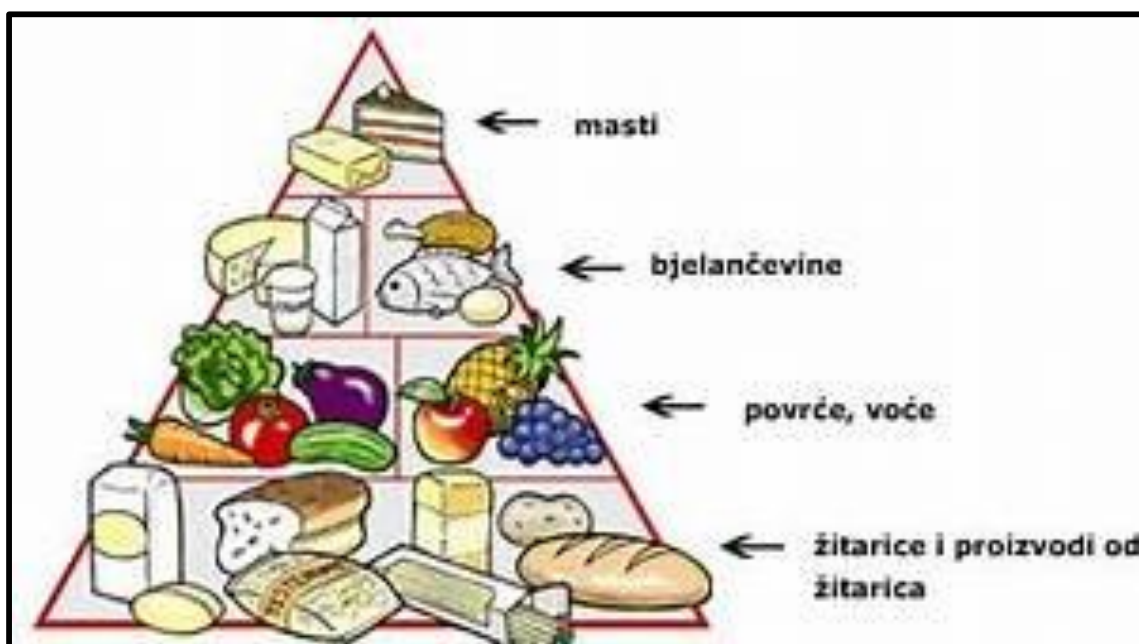 masti
bjelančevine
povrće, voće
žitarice i proizvodi od
žitarica